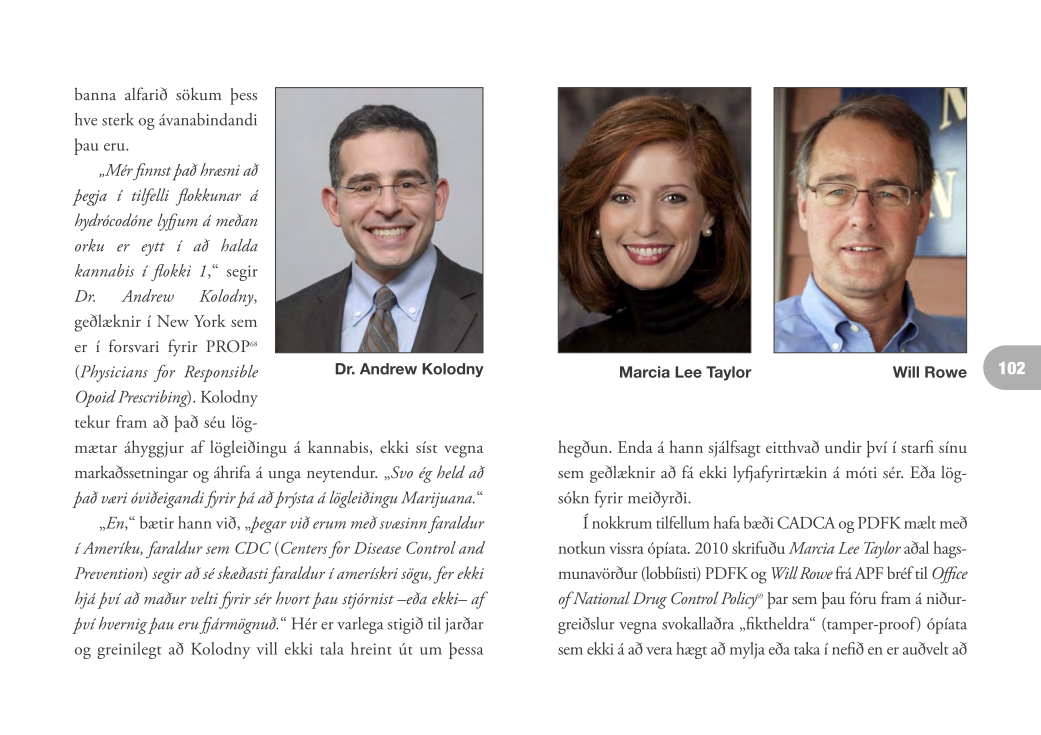 banna alfarið sökum þess
hve sterk og ávanabindandi
þau eru.
„Mér finnst það hræsni að
þegja í tilfelli flokkunar á
hydrócodóne lyfjum á meðan
orku er eytt í að halda
kannabis í flokki 1,“ segir
Dr. Andrew Kolodny,
geðlæknir í New York sem
er í forsvari fyrir PROP68
(Physicians for Responsible
Opoid Prescribing). Kolodny
tekur fram að það séu lög-
mætar áhyggjur af lögleiðingu á kannabis, ekki síst vegna
markaðssetningar og áhrifa á unga neytendur. „Svo ég held að
það væri óviðeigandi fyrir þá að þrýsta á lögleiðingu Marijuana.“
„En,“ bætir hann við, „þegar við erum með svæsinn faraldur
í Ameríku, faraldur sem CDC (Centers for Disease Control and
Prevention) segir að sé skæðasti faraldur í amerískri sögu, fer ekki
hjá því að maður velti fyrir sér hvort þau stjórnist –eða ekki– af
því hvernig þau eru fjármögnuð.“ Hér er varlega stigið til jarðar
og greinilegt að Kolodny vill ekki tala hreint út um þessa
Dr. Andrew Kolodny
Marcia Lee Taylor
Will Rowe
102
hegðun. Enda á hann sjálfsagt eitthvað undir því í starfi sínu
sem geðlæknir að fá ekki lyfjafyrirtækin á móti sér. Eða lög-
sókn fyrir meiðyrði.
Í nokkrum tilfellum hafa bæði CADCA og PDFK mælt með
notkun vissra ópíata. 2010 skrifuðu Marcia Lee Taylor aðal hags-
munavörður (lobbíisti) PDFK og Will Rowe frá APF bréf til Office
of National Drug Control Policy69 þar sem þau fóru fram á niður-
greiðslur vegna svokallaðra „fiktheldra“ (tamper-proof) ópíata
sem ekki á að vera hægt að mylja eða taka í nefið en er auðvelt að